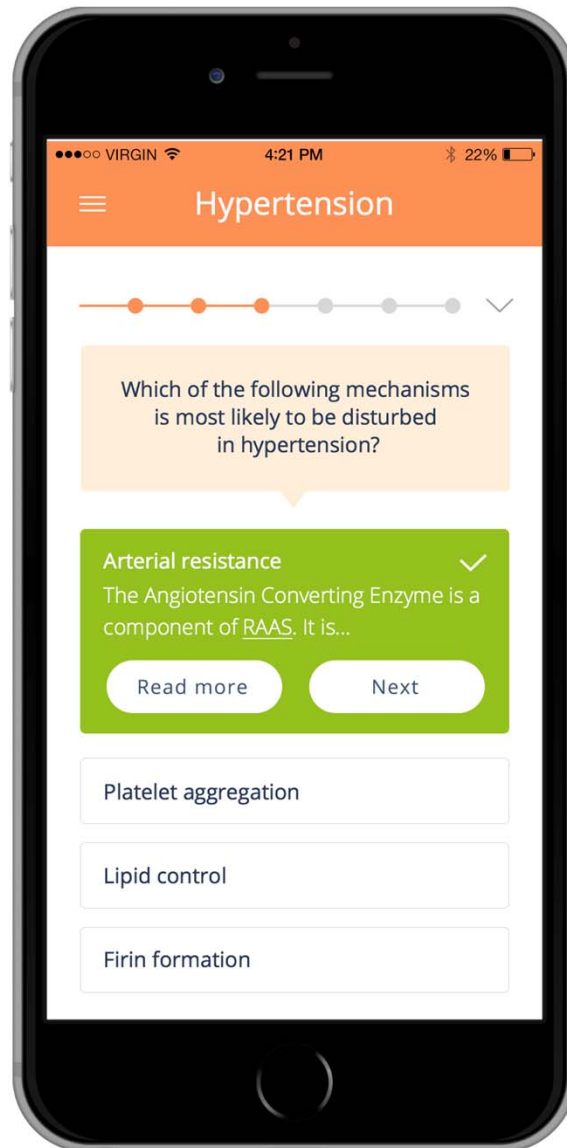 VIRGIN 4:21 PM 22%
Hypertension
Which of the following mechanisms
is most likely to be disturbed
in hypertension?
Arterial resistance
The Angiotensin Converting Enzyme is a
component of RAAS. It is...
Read more Next
Platelet aggregation
Lipid control
Firin formation